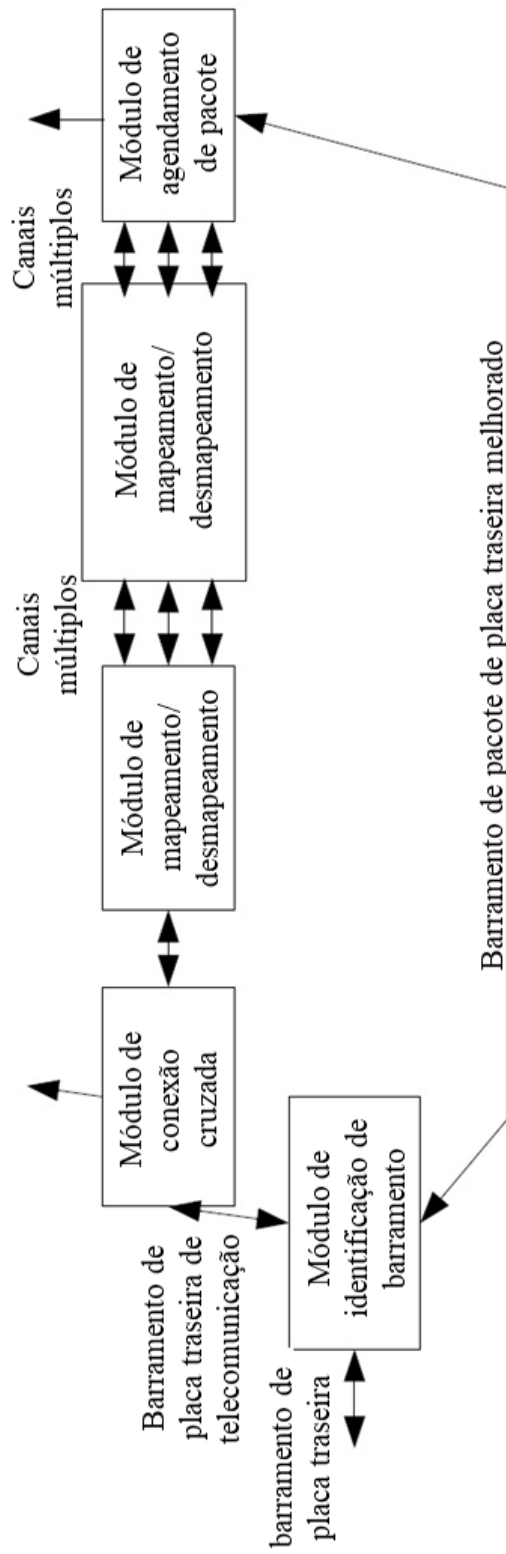 Canais
múltiplos
Canais
múltiplos
Módulo de
conexão
cruzada
Módulo de
mapeamento/
desmapeamento
Módulo de
mapeamento/
desmapeamento
Módulo de
agendamento
de pacote
Barramento de
placa traseira de
telecomunicação
barramento de
placa traseira
Módulo de
identificação de
barramento
Barramento de pacote de placa traseira melhorado